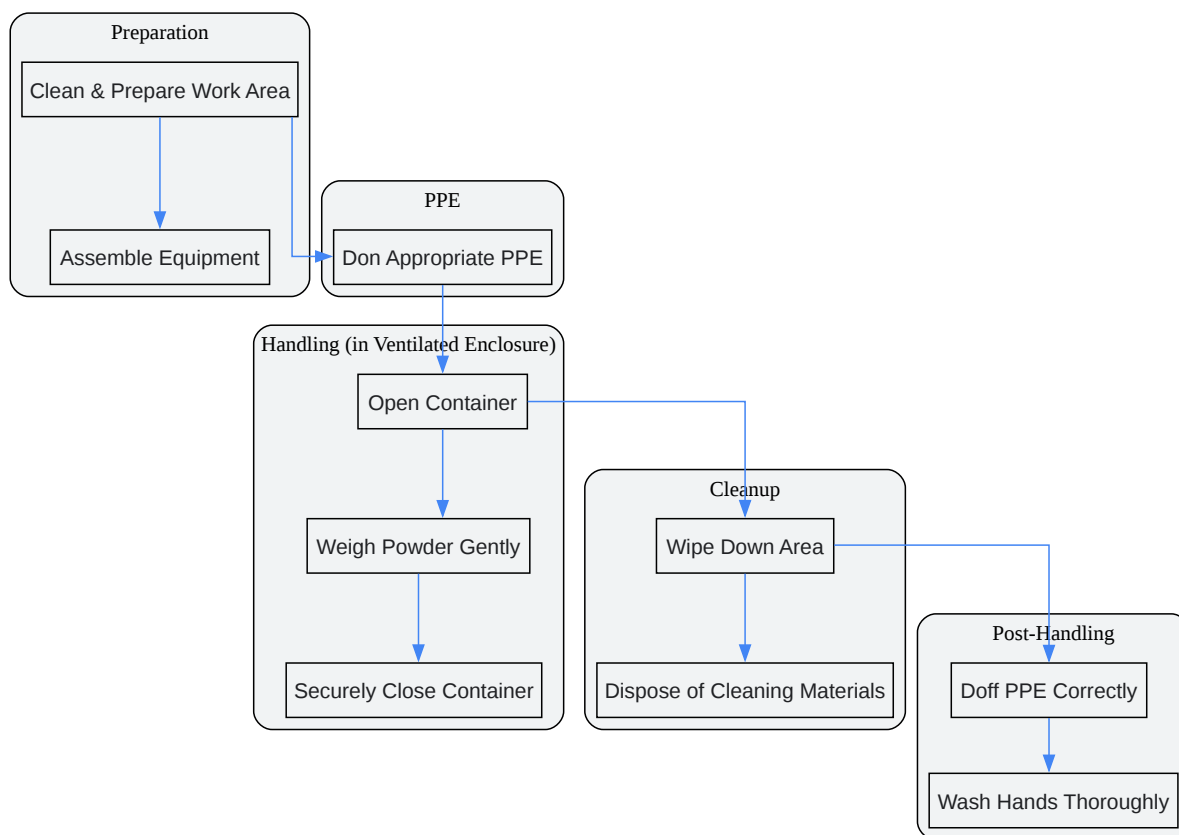 Preparation
Clean & Prepare Work Area
Assemble Equipment
PPE
Don Appropriate PPE
Handling (in Ventilated Enclosure)
Open Container
Weigh Powder Gently
Securely Close Container
Cleanup
Wipe Down Area
Dispose of Cleaning Materials
Post-Handling
Doff PPE Correctly
Wash Hands Thoroughly